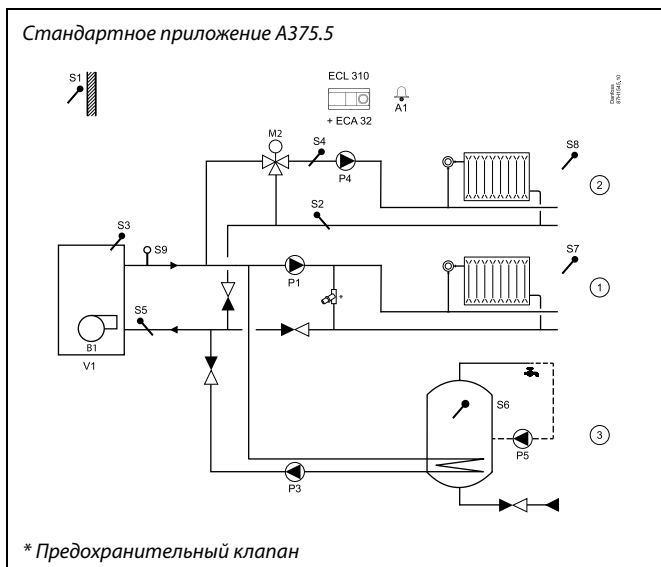 Стандартное приложение A375.5
ECL 310
S1
A1
+ ECA 32
Danfoss
M2
S4
S8
P4
2
S2
S3
S9
S7
P1
*
1
S5
B1
V1
S6
3
P5
P3
* Предохранительный клапан